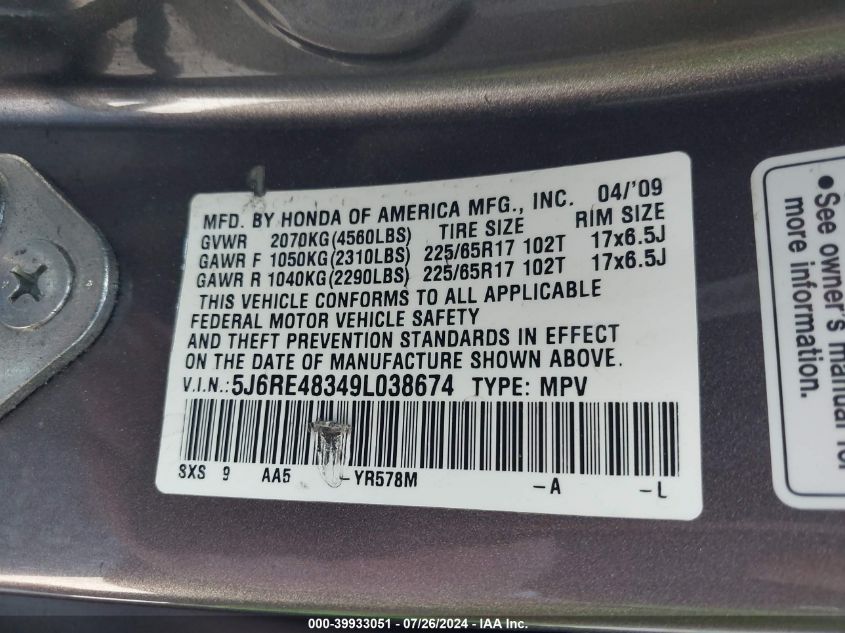 MFD. BY HONDA OF AMERICA MFG., INC. 04/'09
GVWR 2070KG(4560LBS) TIRE SIZE RIM SIZE
GAWR F 1050KG(2310LBS) 225/65R17 102T 17x6.5J
GAWR R 1040KG(2290LBS) 225/65R17 102T 17x6.5J
THIS VEHICLE CONFORMS TO ALL APPLICABLE
FEDERAL MOTOR VEHICLE SAFETY
AND THEFT PREVENTION STANDARDS IN EFFECT
ON THE DATE OF MANUFACTURE SHOWN ABOVE.
V.I.N.: 5J6RE48349L038674 TYPE: MPV
SXS 9 AA5 -YR578M -A -L
•See owner's manual for
more information.
000-39933051 - 07/26/2024 - IAA Inc.